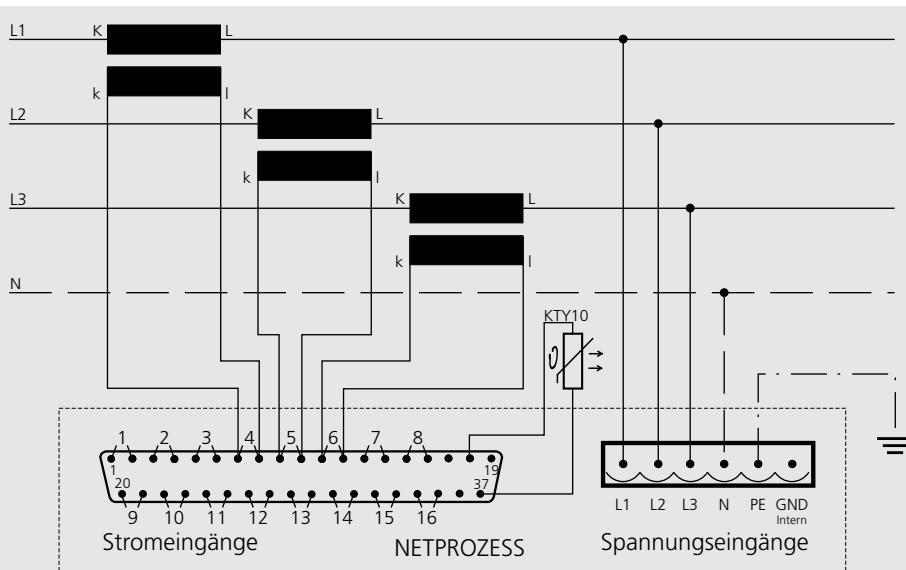 L1 K L
k l
L2 K L
k l
L3 K L
k l
N
KTY10
1 2 3 4 5 6 7 8
1 19
20 37
9 10 11 12 13 14 15 16
L1 L2 L3 N PE GND
Intern
Stromeingänge NETPROZESS Spannungseingänge